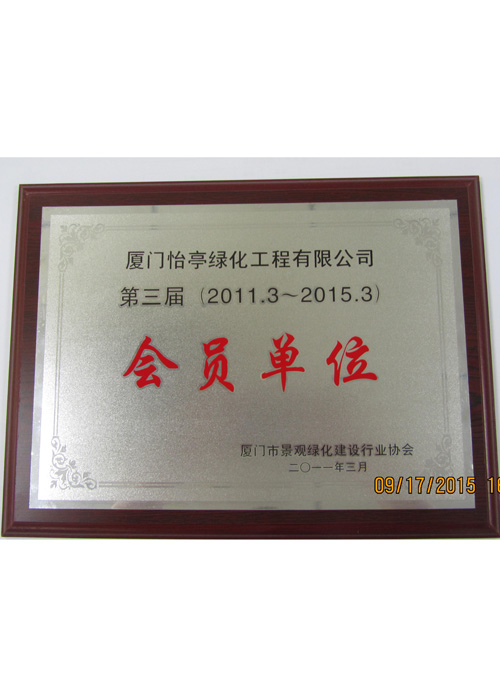 厦门怡亭绿化工程有限公司
第三届（2011.3～2015.3）
会员单位
厦门市景观绿化建设行业协会
二〇一一年三月
09/17/2015